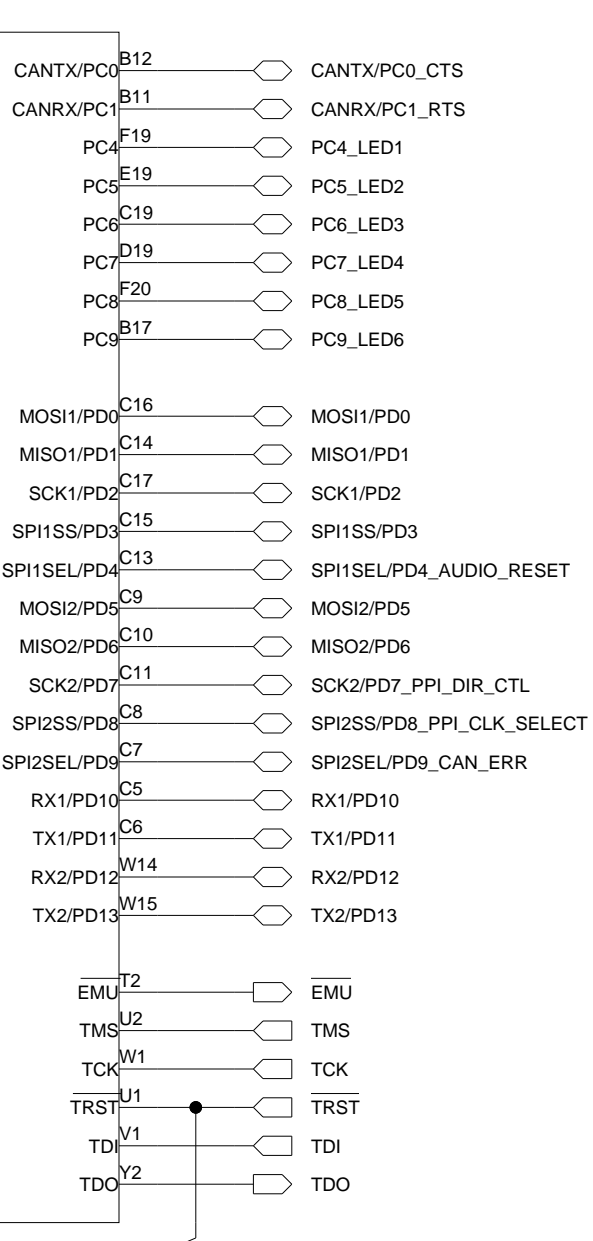 CANTX/PC0 B12 CANTX/PC0_CTS
CANRX/PC1 B11 CANRX/PC1_RTS
PC4 F19 PC4_LED1
PC5 E19 PC5_LED2
PC6 C19 PC6_LED3
PC7 D19 PC7_LED4
PC8 F20 PC8_LED5
PC9 B17 PC9_LED6
MOSI1/PD0 C16 MOSI1/PD0
MISO1/PD1 C14 MISO1/PD1
SCK1/PD2 C17 SCK1/PD2
SPI1SS/PD3 C15 SPI1SS/PD3
SPI1SEL/PD4 C13 SPI1SEL/PD4_AUDIO_RESET
MOSI2/PD5 C9 MOSI2/PD5
MISO2/PD6 C10 MISO2/PD6
SCK2/PD7 C11 SCK2/PD7_PPI_DIR_CTL
SPI2SS/PD8 C8 SPI2SS/PD8_PPI_CLK_SELECT
SPI2SEL/PD9 C7 SPI2SEL/PD9_CAN_ERR
RX1/PD10 C5 RX1/PD10
TX1/PD11 C6 TX1/PD11
RX2/PD12 W14 RX2/PD12
TX2/PD13 W15 TX2/PD13
EMU T2 EMU
TMS U2 TMS
TCK W1 TCK
TRST U1 TRST
TDI V1 TDI
TDO Y2 TDO